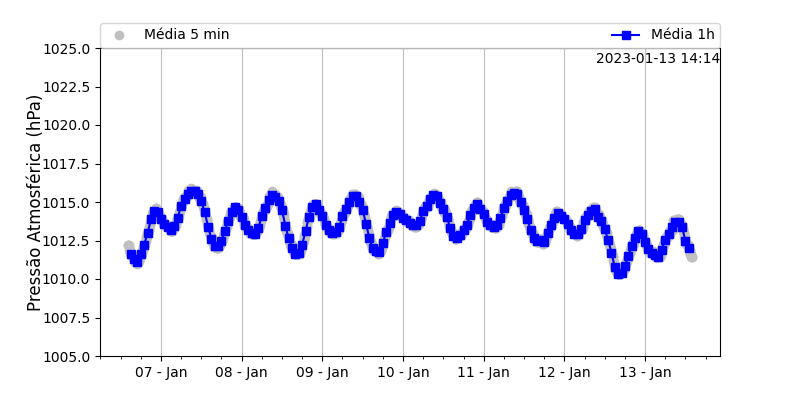 Média 5 min
Média 1h
2023-01-13 14:14
Pressão Atmosférica (hPa)
1025.0
1022.5
1020.0
1017.5
1015.0
1012.5
1010.0
1007.5
1005.0
07 - Jan
08 - Jan
09 - Jan
10 - Jan
11 - Jan
12 - Jan
13 - Jan